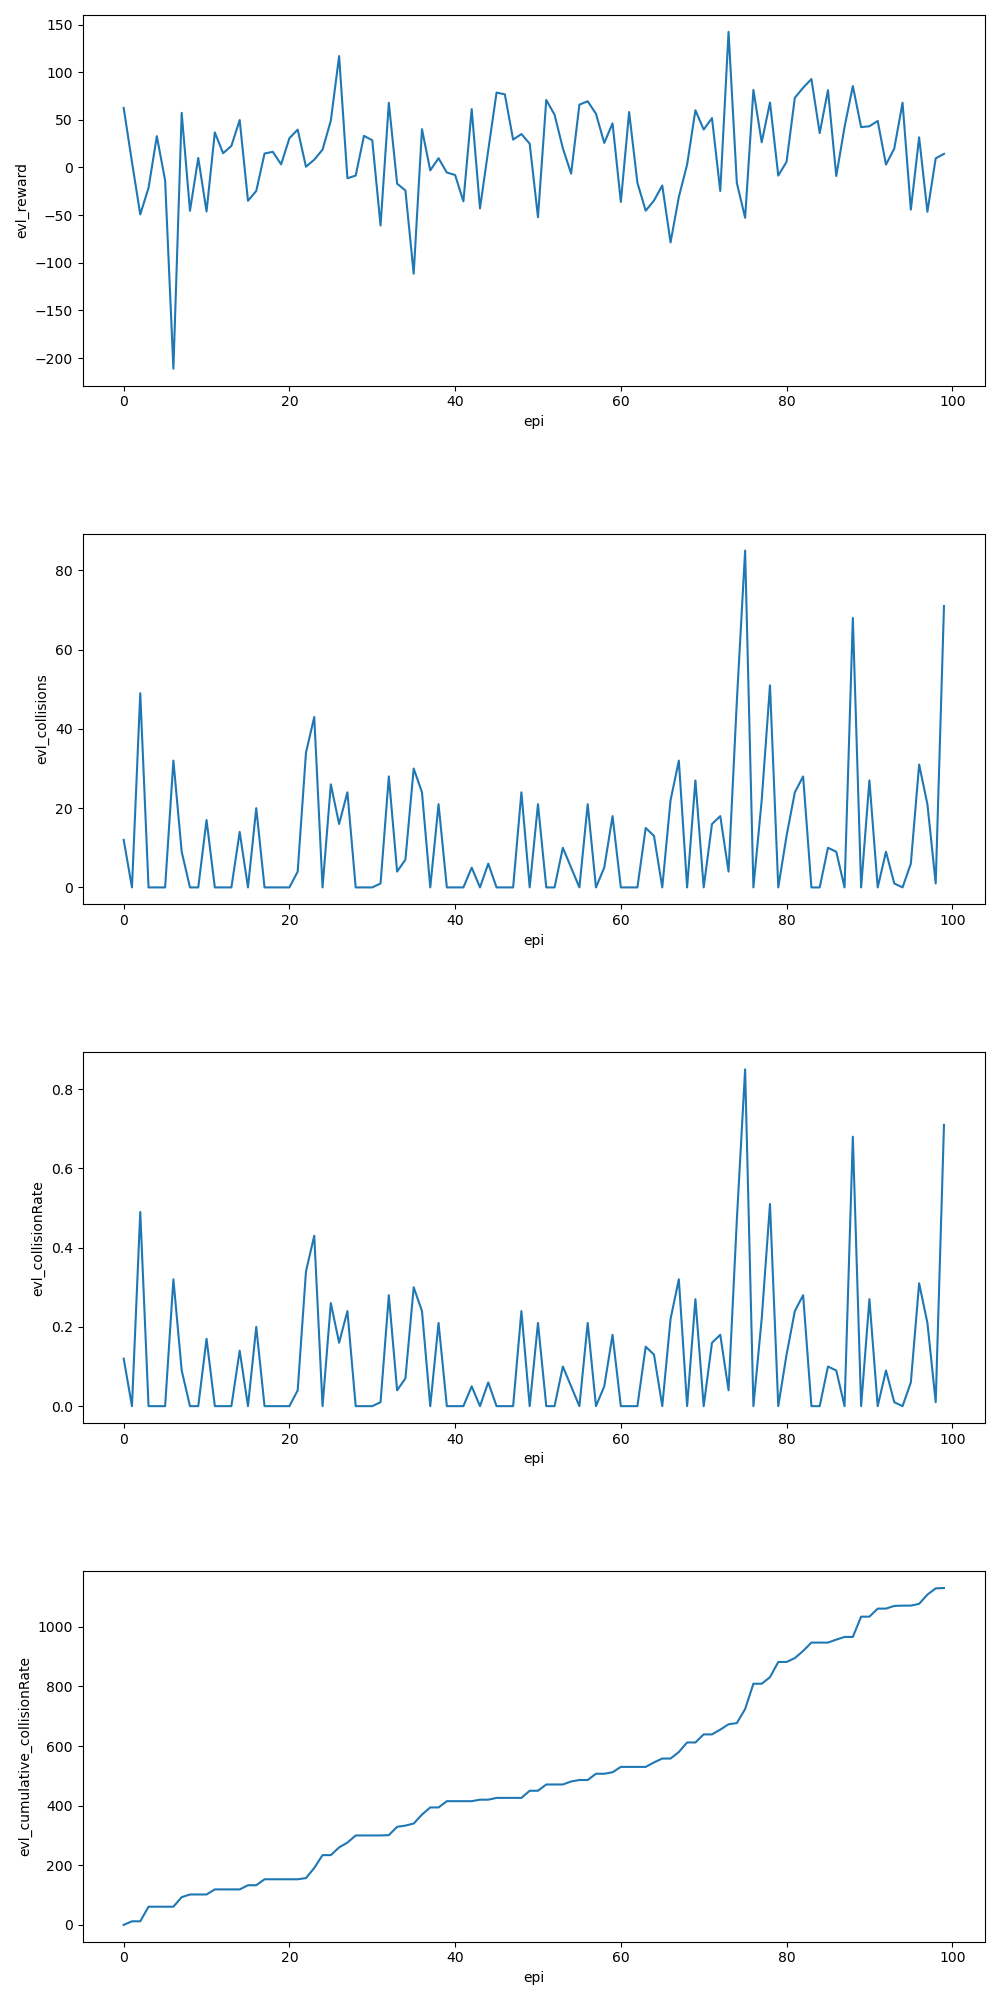 150
100
50
0
−50
−100
−150
−200
evl_reward
0 20 40 60 80 100
epi
80
60
40
20
0
evl_collisions
0 20 40 60 80 100
epi
0.8
0.6
0.4
0.2
0.0
evl_collisionRate
0 20 40 60 80 100
epi
1000
800
600
400
200
0
evl_cumulative_collisionRate
0 20 40 60 80 100
epi